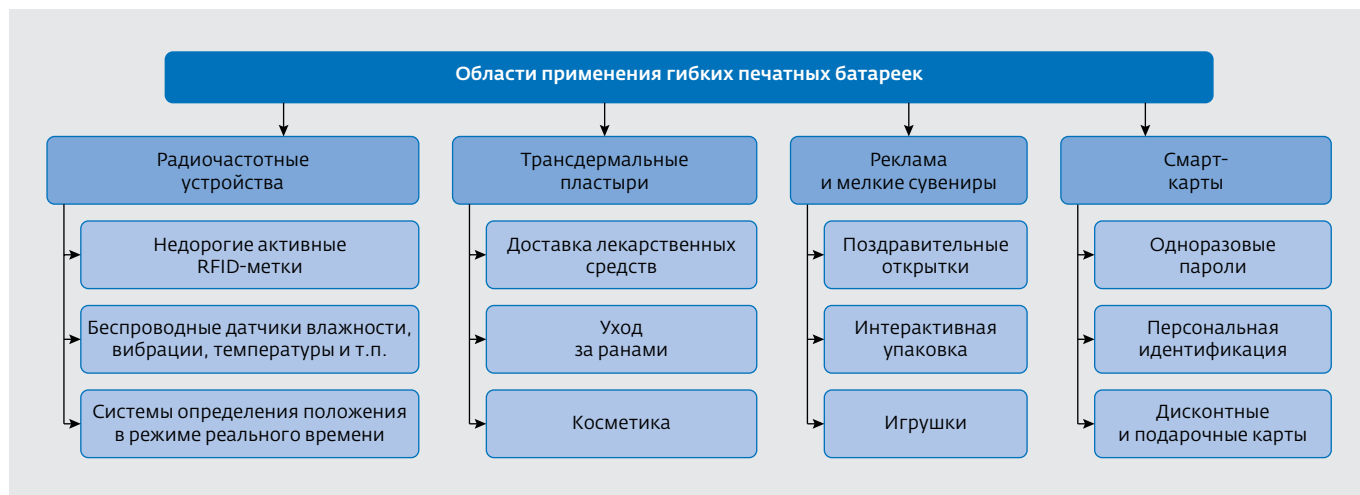 Области применения гибких печатных батареек
Радиочастотные
устройства
Недорогие активные
RFID-метки
Беспроводные датчики влажности,
вибрации, температуры и т.п.
Системы определения положения
в режиме реального времени
Трансдермальные
пластыри
Доставка лекарственных
средств
Уход
за ранами
Косметика
Реклама
и мелкие сувениры
Поздравительные
открытки
Интерактивная
упаковка
Игрушки
Смарт-
карты
Одноразовые
пароли
Персональная
идентификация
Дисконтные
и подарочные карты